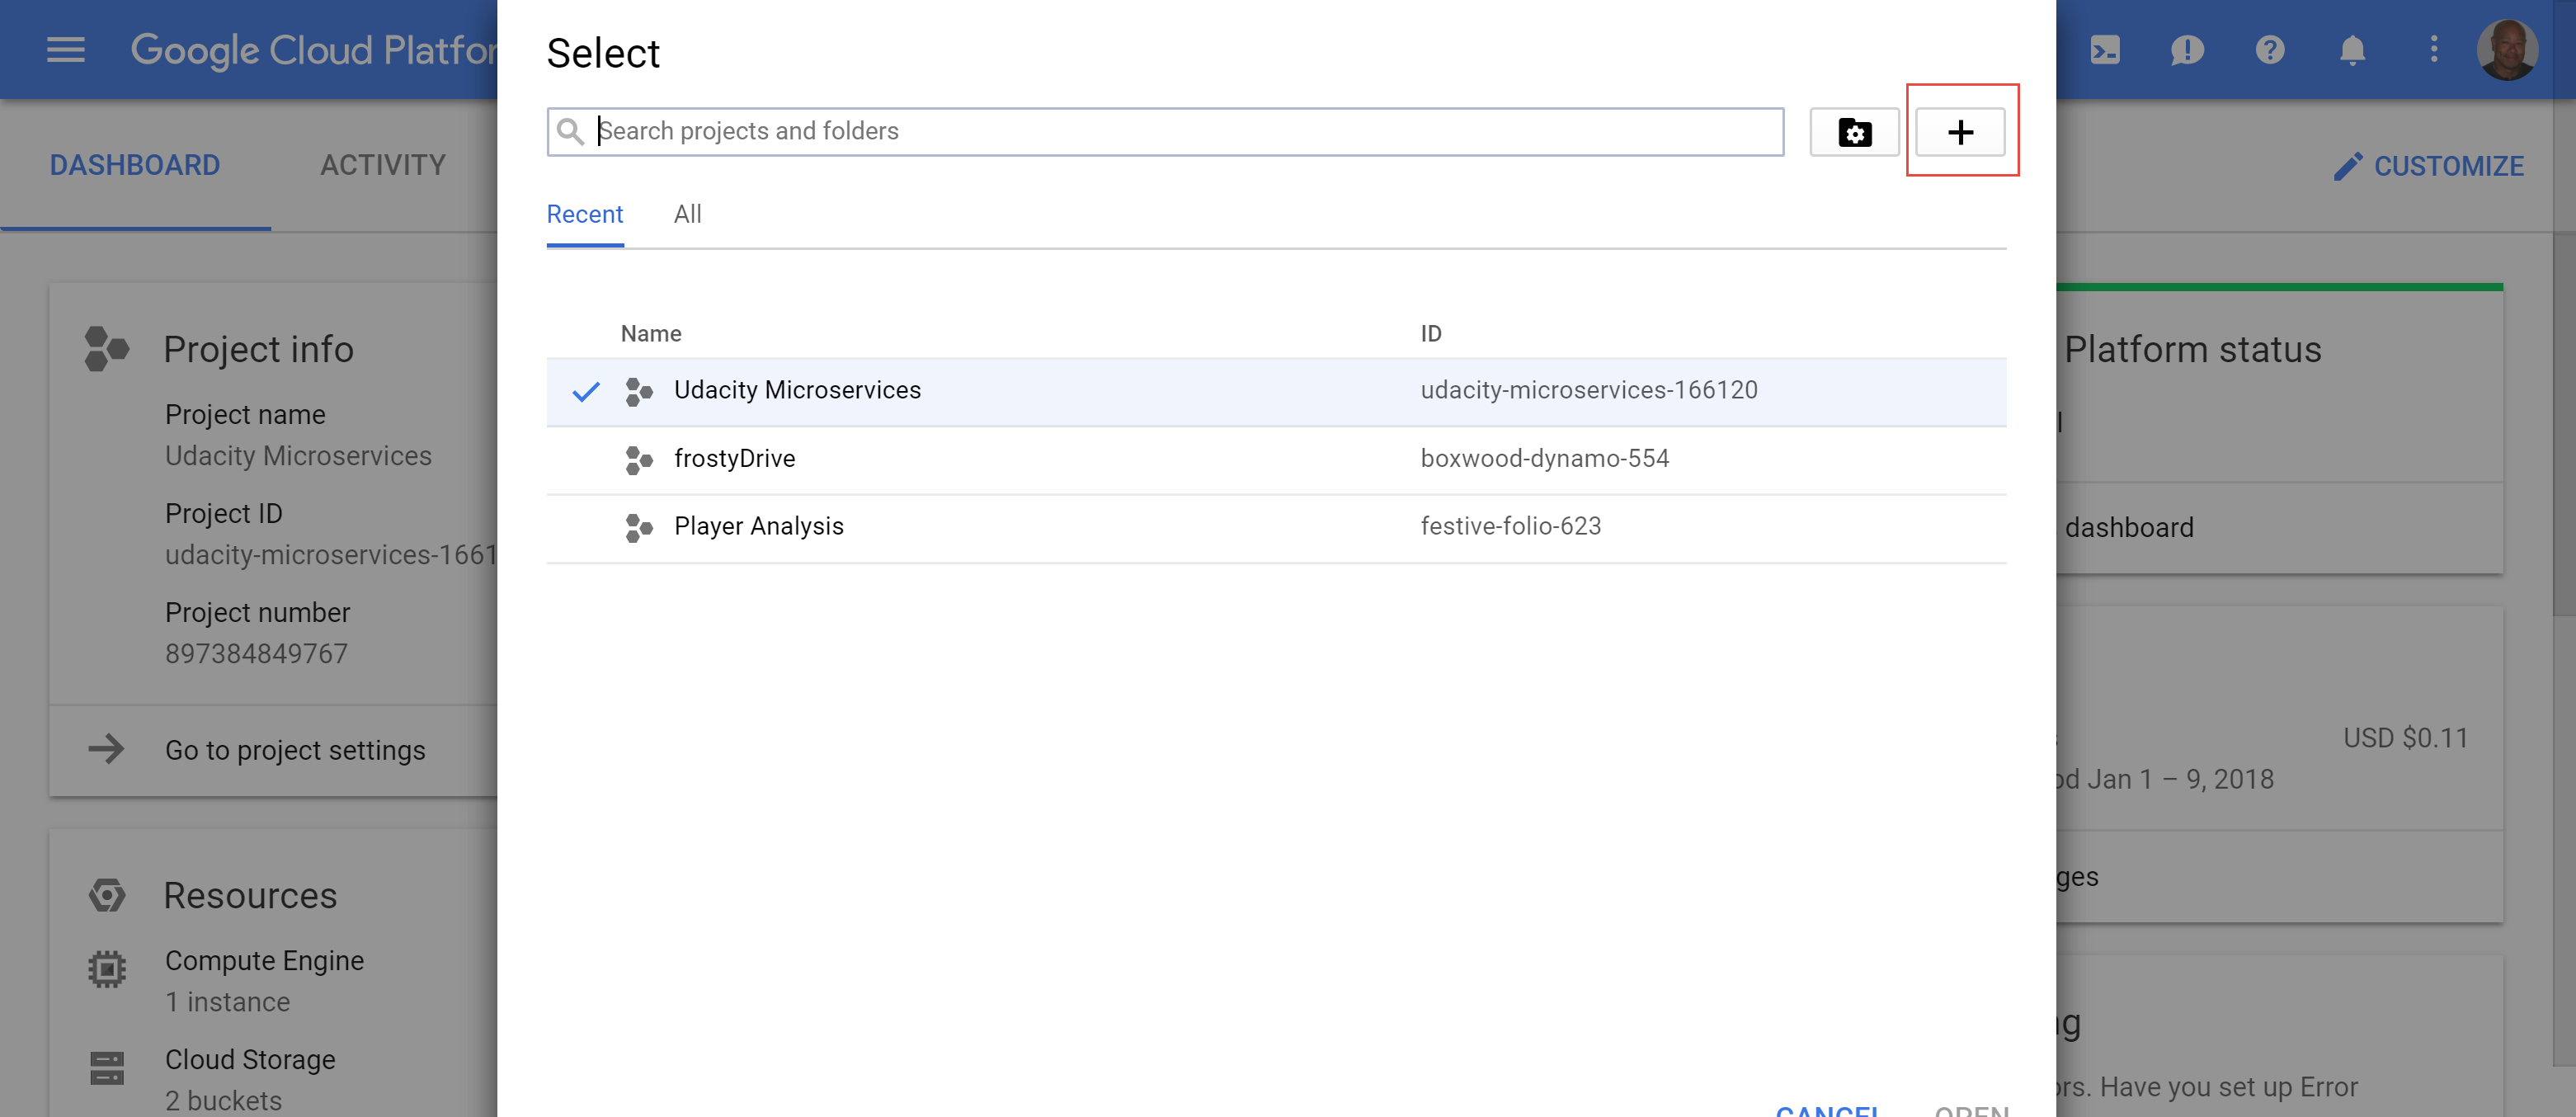 Google Cloud Platfor
Select
Search projects and folders
DASHBOARD
ACTIVITY
CUSTOMIZE
Recent
All
Name
ID
Udacity Microservices
udacity-microservices-166120
frostyDrive
boxwood-dynamo-554
Player Analysis
festive-folio-623
CANCEL
OPEN
Project info
Project name
Udacity Microservices
Project ID
udacity-microservices-1661
Project number
897384849767
Go to project settings
Resources
Compute Engine
1 instance
Cloud Storage
2 buckets
Platform status
l
dashboard
USD $0.11
od Jan 1 – 9, 2018
ges
ng
ors. Have you set up Error